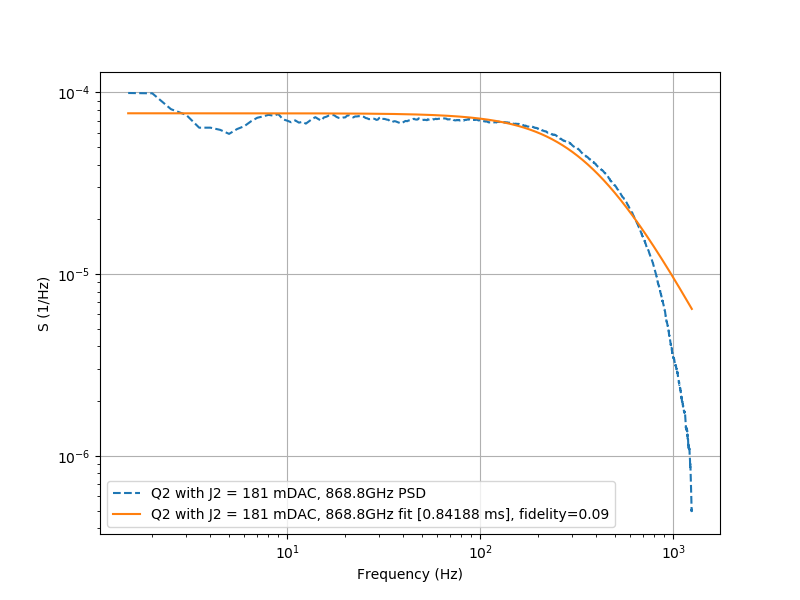 S (1/Hz)
10⁻⁴
10⁻⁵
10⁻⁶
Q2 with J2 = 181 mDAC, 868.8GHz PSD
Q2 with J2 = 181 mDAC, 868.8GHz fit [0.84188 ms], fidelity=0.09
10¹ 10² 10³
Frequency (Hz)